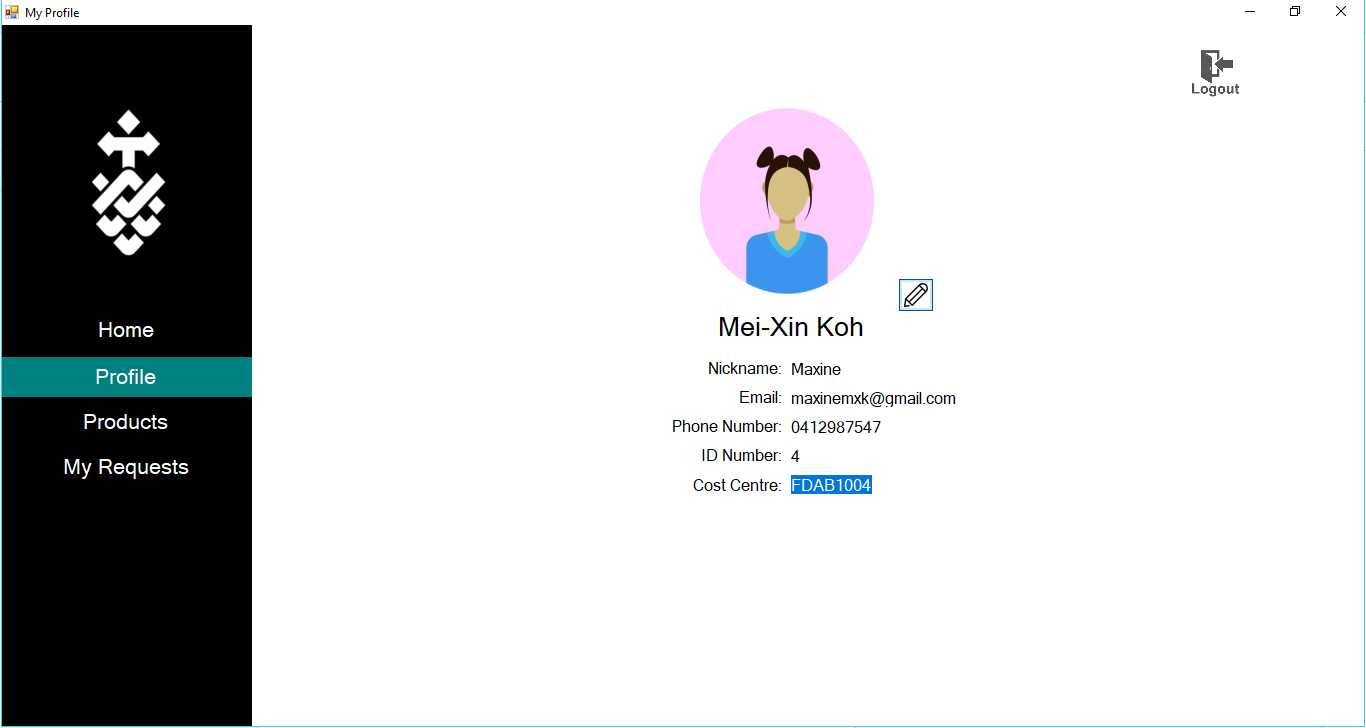 My Profile
Logout
Home
Profile
Products
My Requests
Mei-Xin Koh
Nickname: Maxine
Email: maxinemxk@gmail.com
Phone Number: 0412987547
ID Number: 4
Cost Centre: FDAB1004